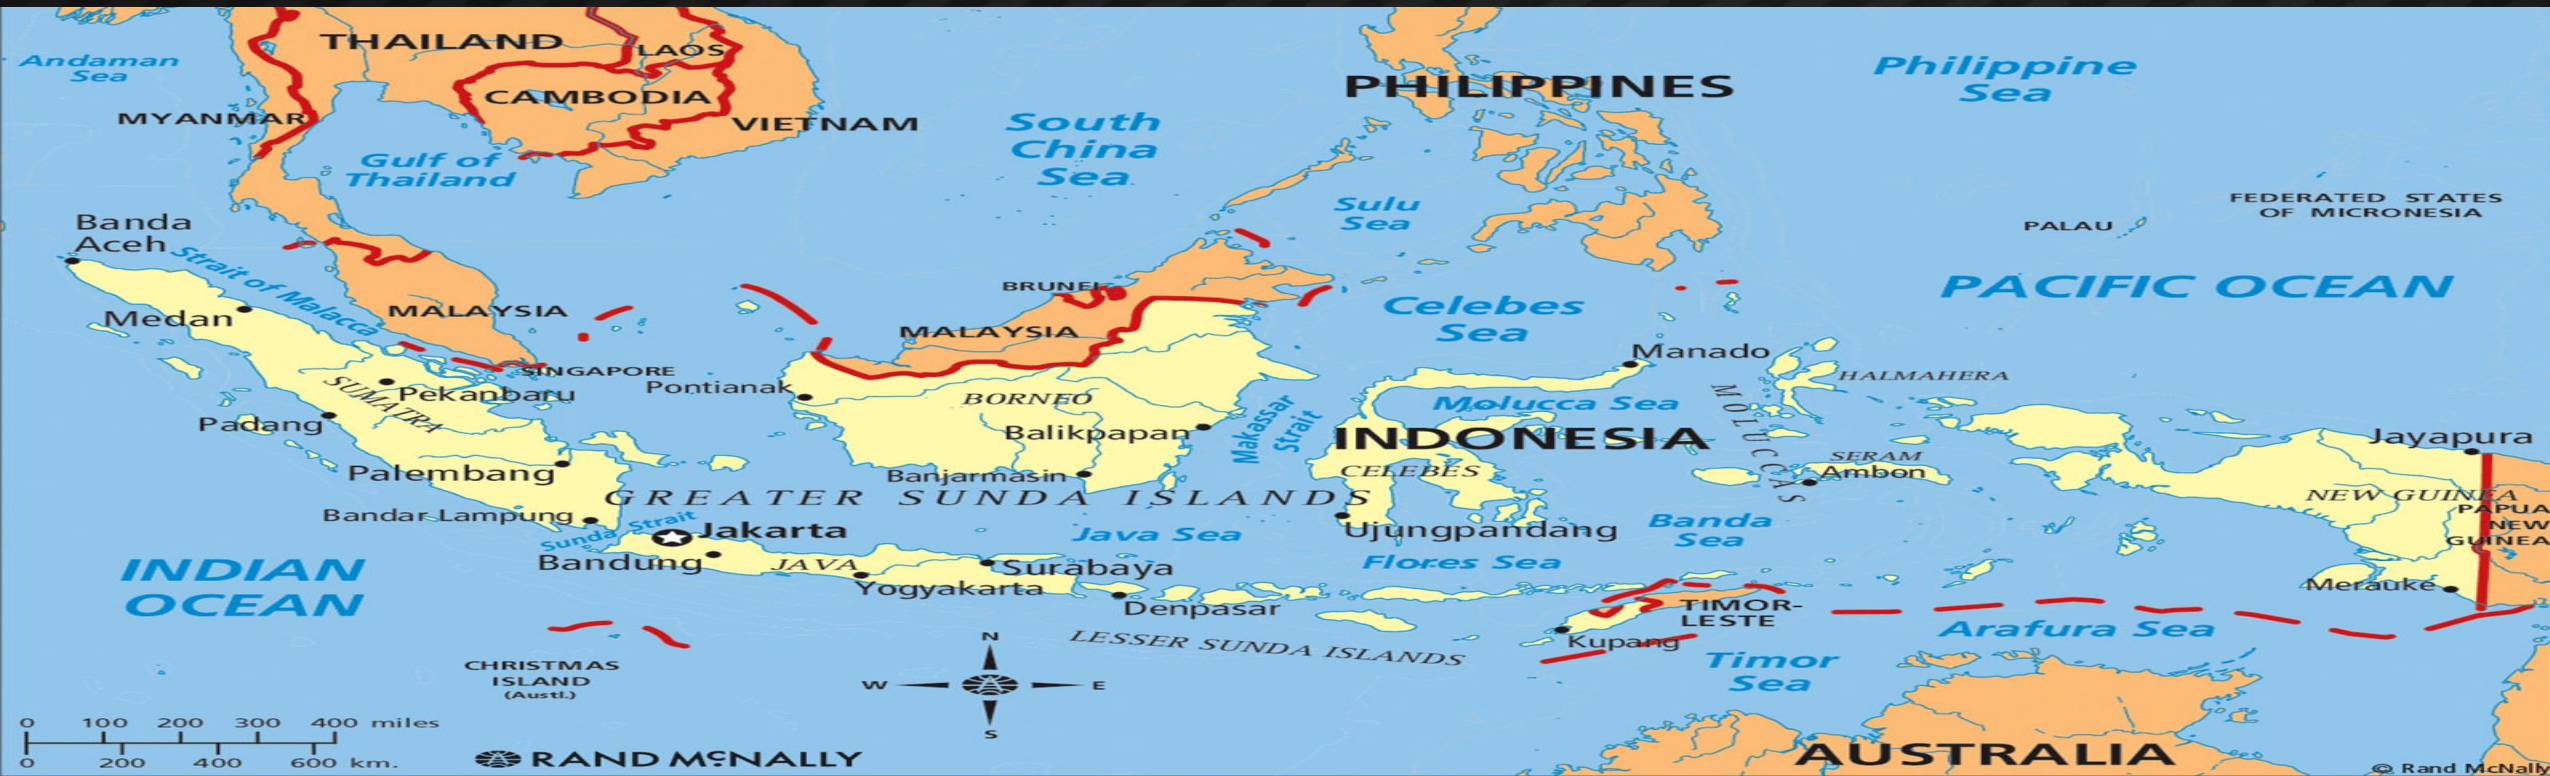 THAILAND
LAOS
Andaman
Sea
CAMBODIA
MYANMAR
VIETNAM
Gulf of
Thailand
South
China
Sea
PHILIPPINES
Philippine
Sea
Sulu
Sea
FEDERATED STATES
OF MICRONESIA
PALAU
PACIFIC OCEAN
Banda
Aceh
Strait of Malacca
Medan
MALAYSIA
SINGAPORE
BRUNEI
MALAYSIA
Celebes
Sea
Manado
HALMAHERA
Pekanbaru
SUMATRA
Padang
Pontianak
BORNEO
Balikpapan
Makassar
Strait
Molucca Sea
MOLUCCAS
INDONESIA
Jayapura
Palembang
Banjarmasin
CELEBES
SERAM
Ambon
GREATER SUNDA ISLANDS
NEW GUINEA
PAPUA
NEW
GUINEA
Bandar Lampung
Sunda Strait
Jakarta
Java Sea
Ujungpandang
Banda
Sea
Flores Sea
Bandung
JAVA
Surabaya
Yogyakarta
Denpasar
INDIAN
OCEAN
TIMOR-
LESTE
Merauke
Arafura Sea
LESSER SUNDA ISLANDS
Kupang
Timor
Sea
CHRISTMAS
ISLAND
(Austl.)
N
W E
S
0 100 200 300 400 miles
0 200 400 600 km.
RAND McNALLY
AUSTRALIA
© Rand McNally